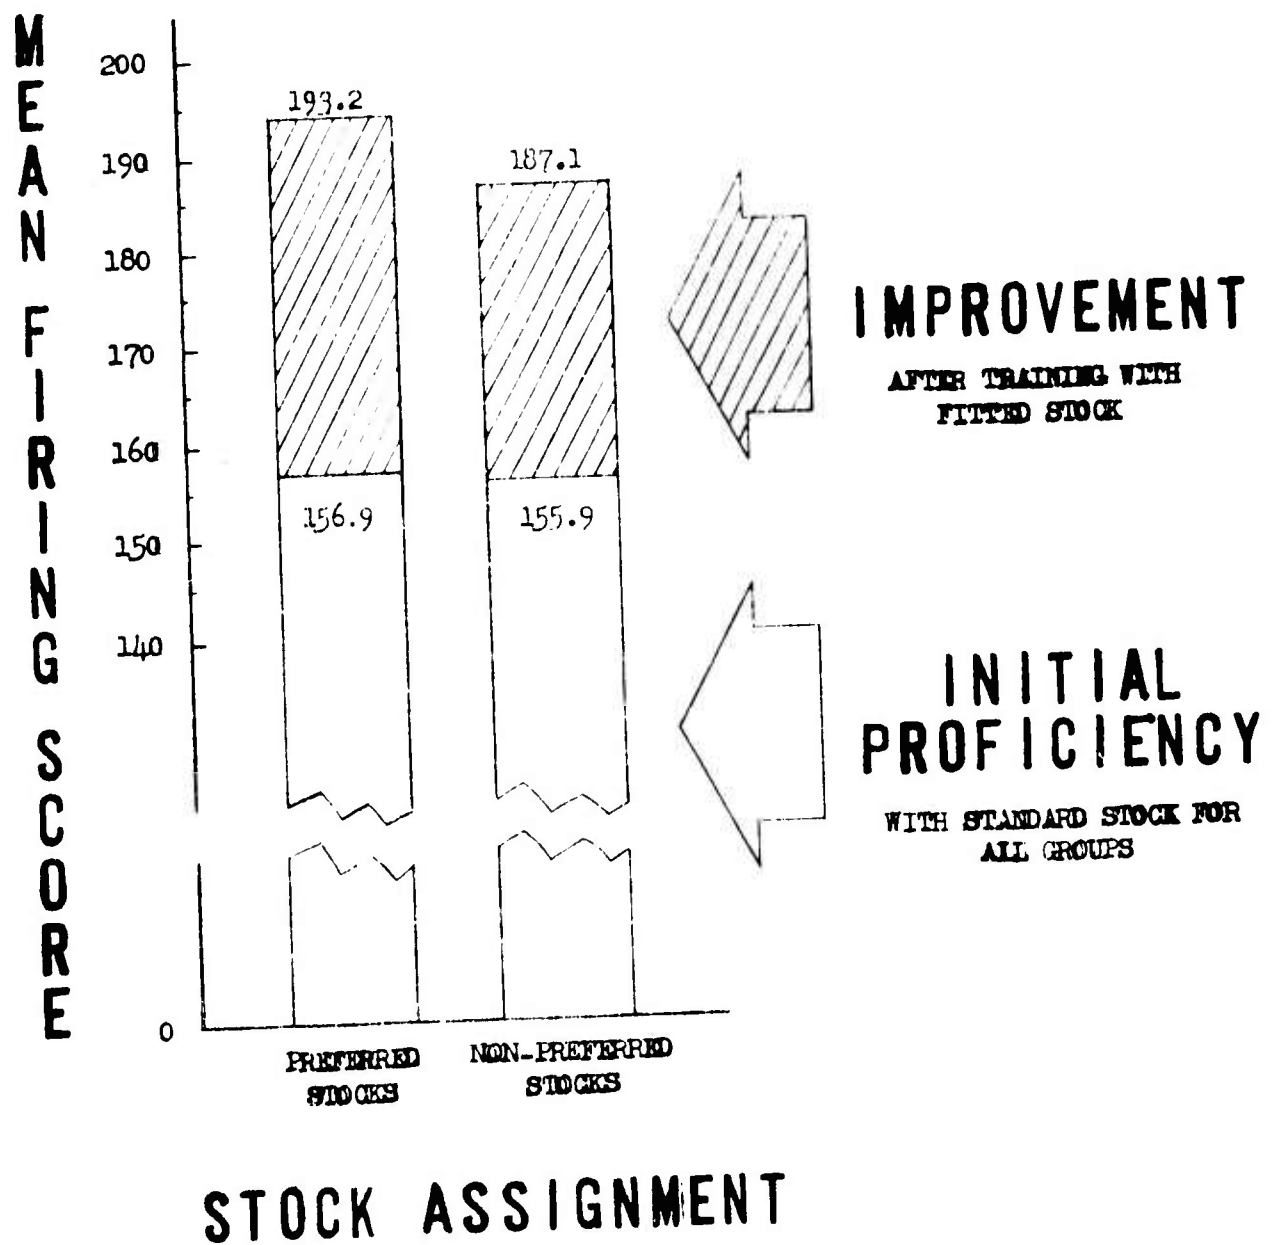 MEAN FIRING SCORE
200
190
180
170
160
150
140
0
193.2
187.1
156.9
155.9
IMPROVEMENT
AFTER TRAINING WITH
FITTED STOCK
INITIAL
PROFICIENCY
WITH STANDARD STOCK FOR
ALL GROUPS
PREFERRED
STOCKS
NON-PREFERRED
STOCKS
STOCK ASSIGNMENT